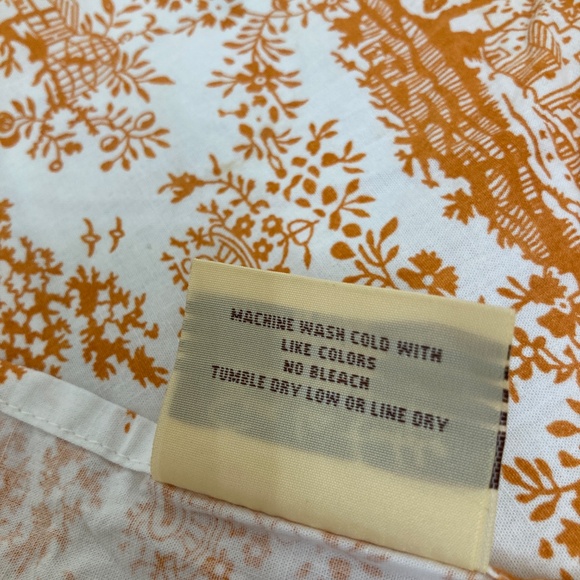 MACHINE WASH COLD WITH
LIKE COLORS
NO BLEACH
TUMBLE DRY LOW OR LINE DRY